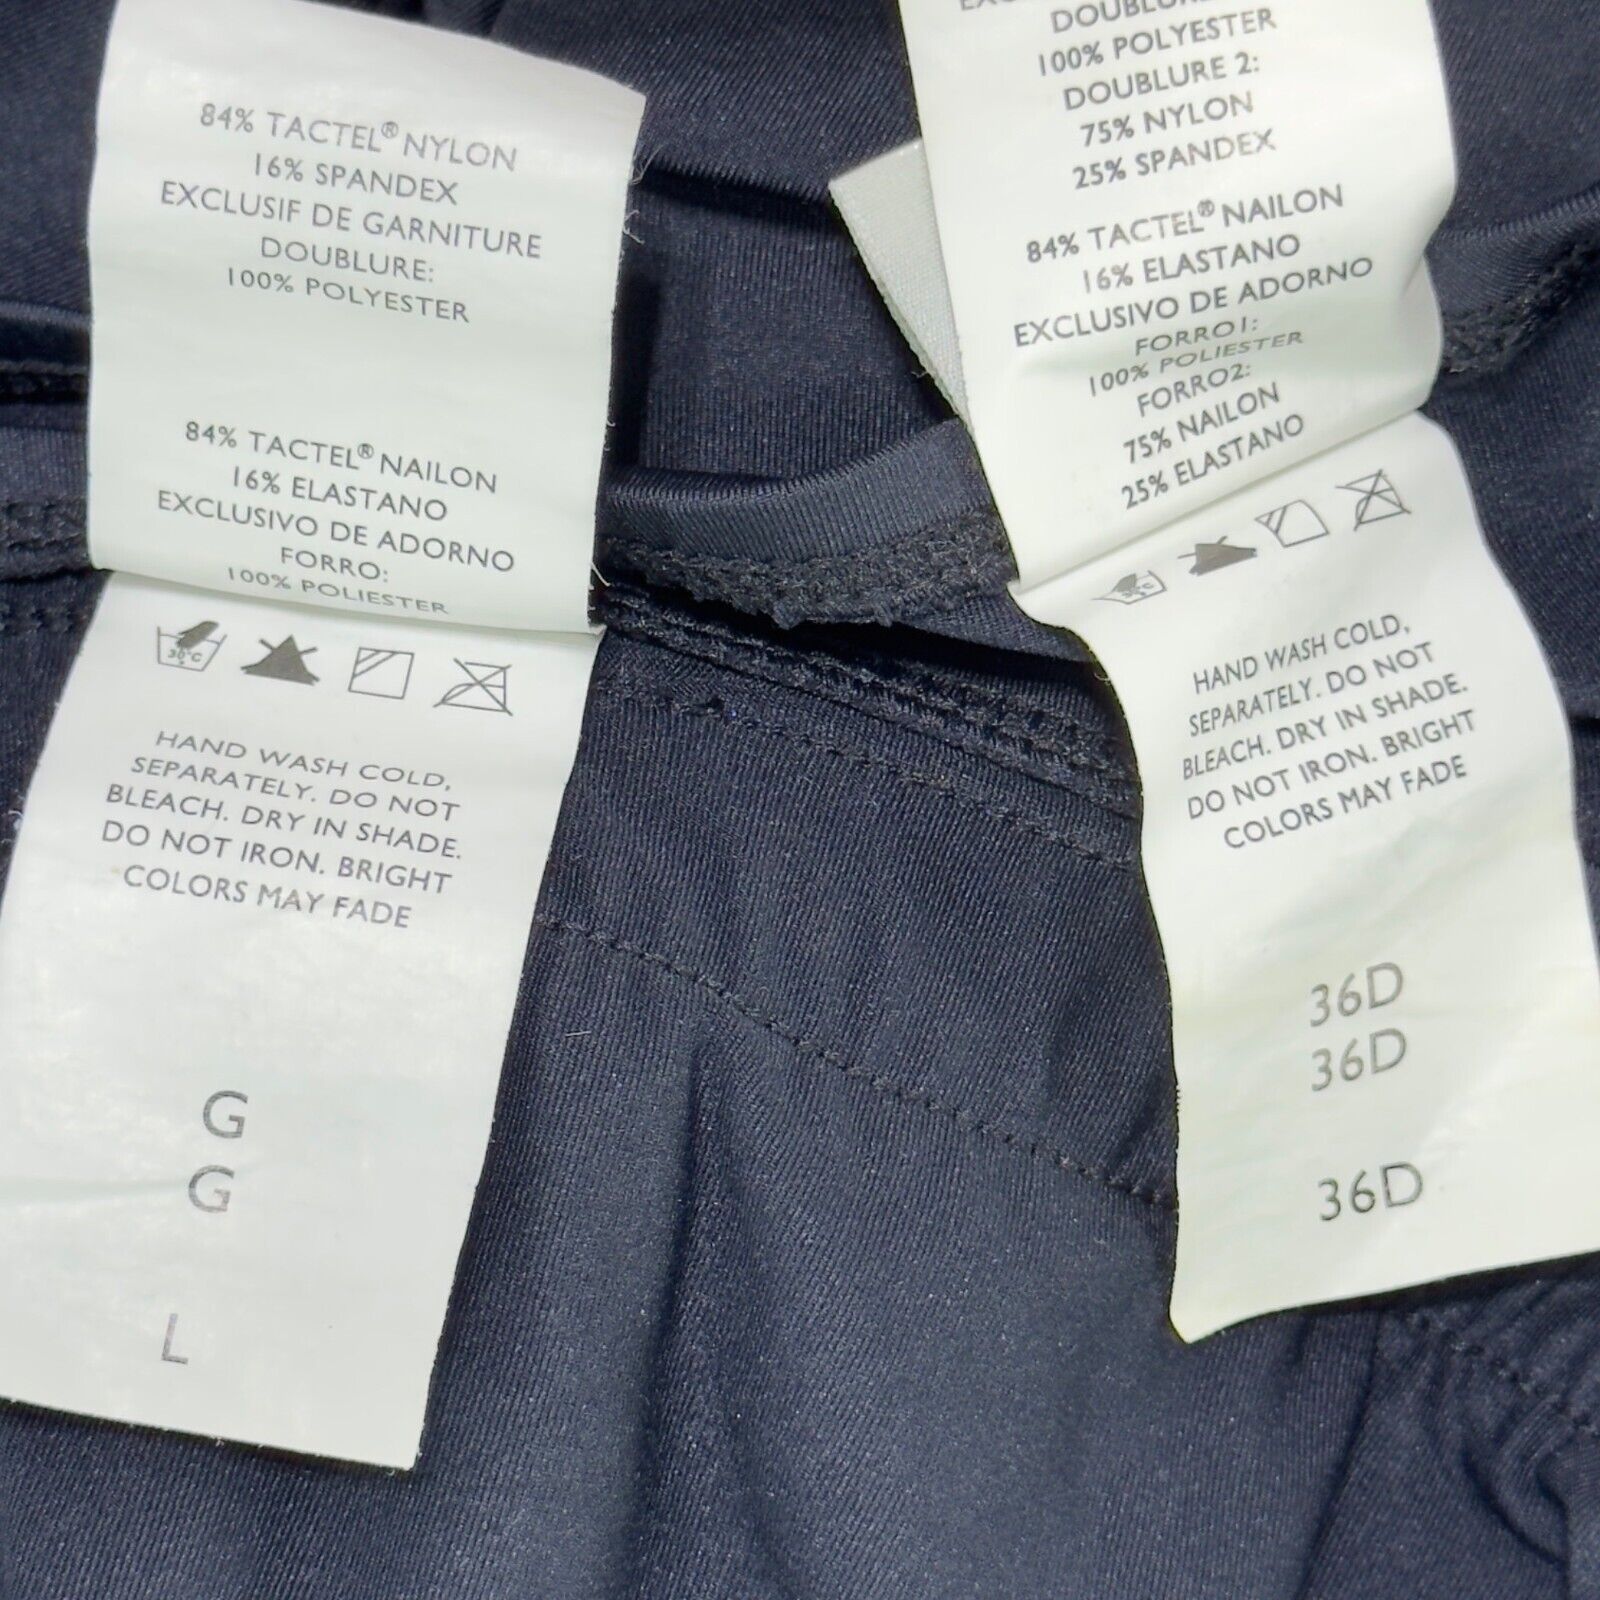 84% TACTEL® NYLON
16% SPANDEX
EXCLUSIF DE GARNITURE
DOUBLURE:
100% POLYESTER
84% TACTEL® NAILON
16% ELASTANO
EXCLUSIVO DE ADORNO
FORRO:
100% POLIESTER
30°C
HAND WASH COLD,
SEPARATELY. DO NOT
BLEACH. DRY IN SHADE.
DO NOT IRON. BRIGHT
COLORS MAY FADE
G
G
L
100% POLYESTER
DOUBLURE 2:
75% NYLON
25% SPANDEX
84% TACTEL® NAILON
16% ELASTANO
EXCLUSIVO DE ADORNO
FORRO1:
100% POLIESTER
FORRO2:
75% NAILON
25% ELASTANO
HAND WASH COLD,
SEPARATELY. DO NOT
BLEACH. DRY IN SHADE.
DO NOT IRON. BRIGHT
COLORS MAY FADE
36D
36D
36D